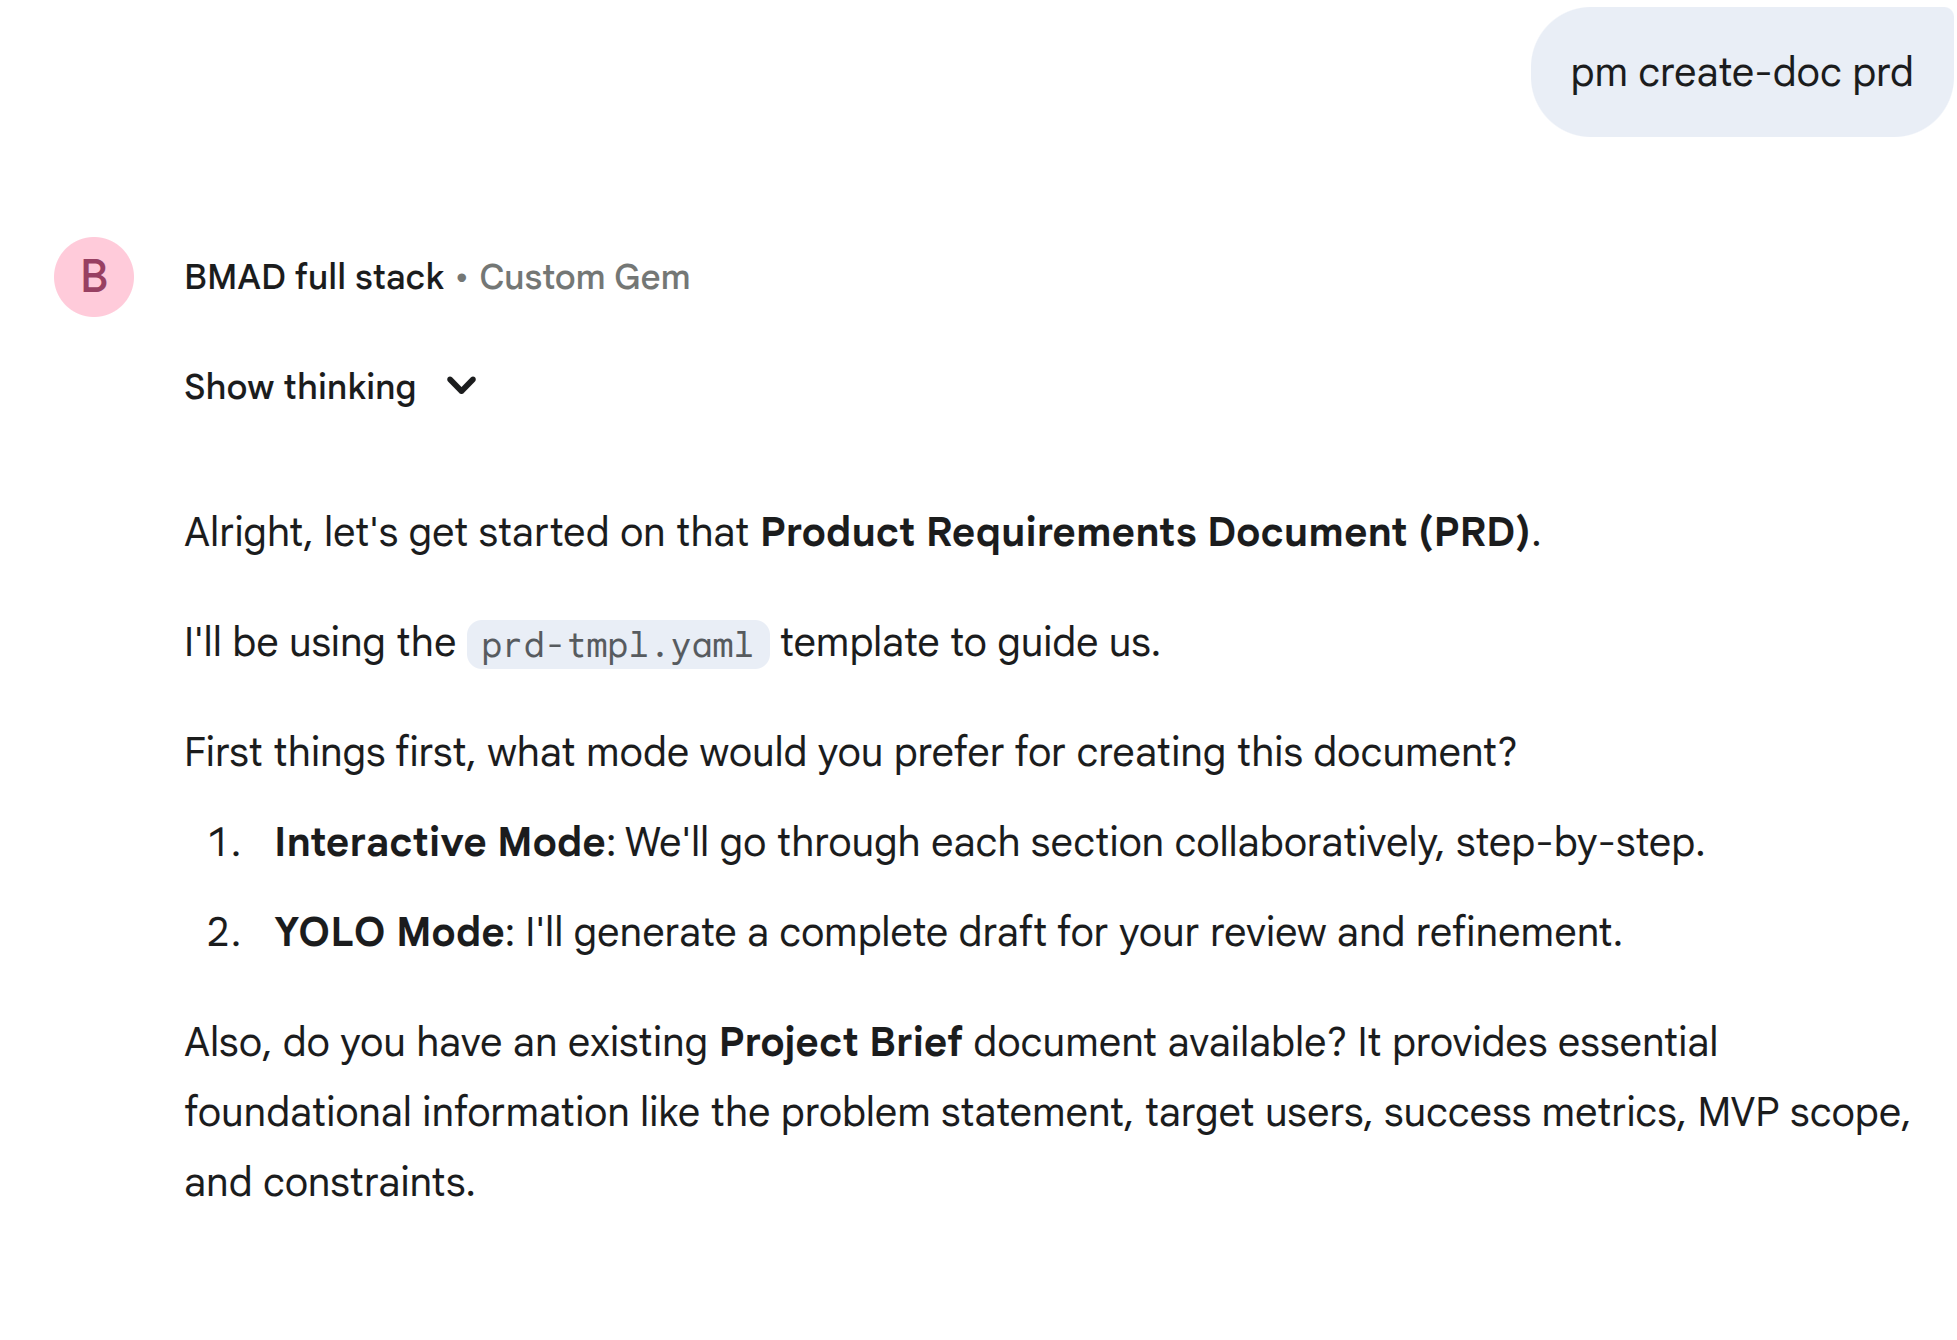 pm create-doc prd
B
BMAD full stack • Custom Gem
Show thinking
Alright, let's get started on that Product Requirements Document (PRD).
I'll be using the prd-tmpl.yaml template to guide us.
First things first, what mode would you prefer for creating this document?
1. Interactive Mode: We'll go through each section collaboratively, step-by-step.
2. YOLO Mode: I'll generate a complete draft for your review and refinement.
Also, do you have an existing Project Brief document available? It provides essential
foundational information like the problem statement, target users, success metrics, MVP scope,
and constraints.